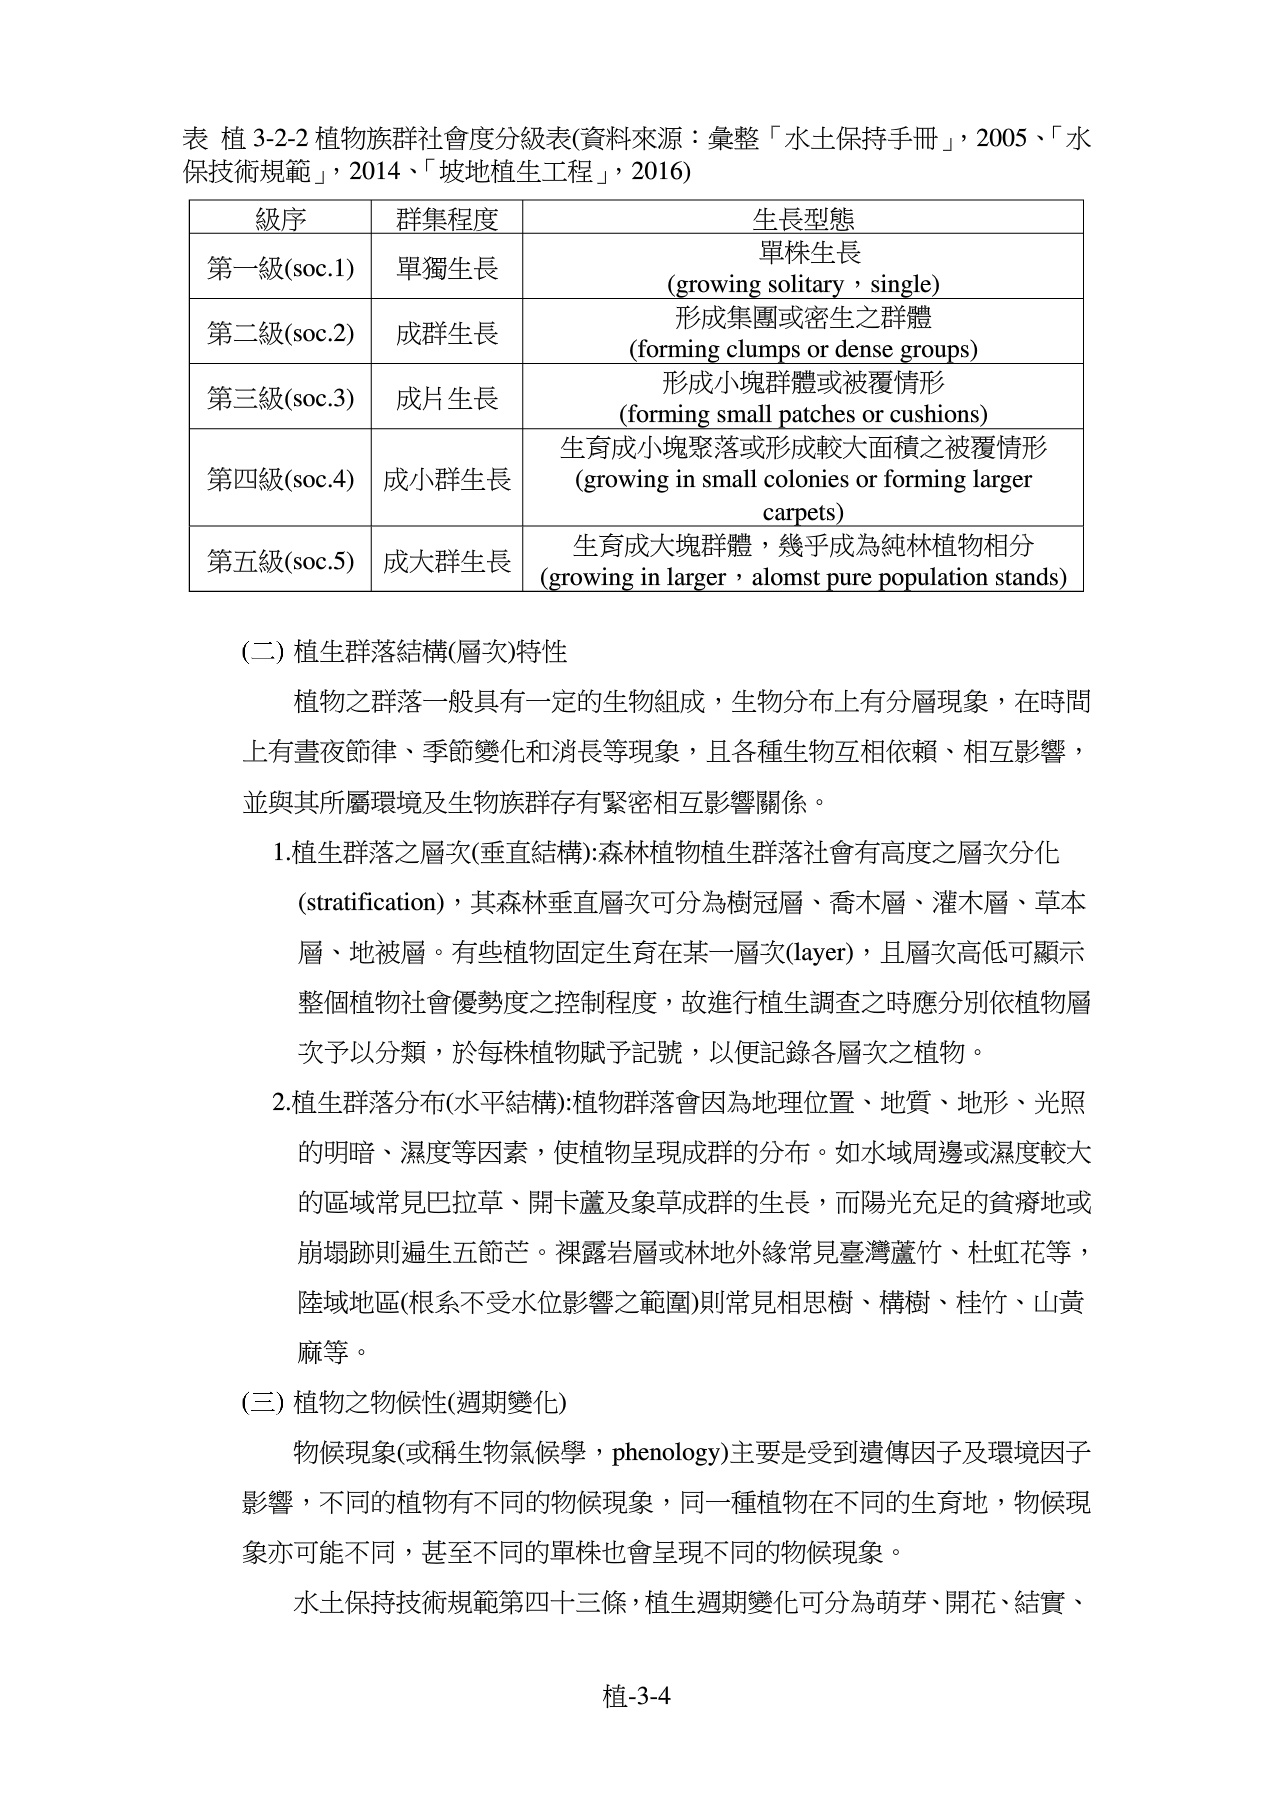 表 植 3-2-2 植物族群社會度分級表(資料來源：彙整「水土保持手冊」，2005、「水
保技術規範」，2014、「坡地植生工程」，2016)
級序 群集程度 生長型態
第一級(soc.1) 單獨生長 單株生長
(growing solitary，single)
第二級(soc.2) 成群生長 形成集團或密生之群體
(forming clumps or dense groups)
第三級(soc.3) 成片生長 形成小塊群體或被覆情形
(forming small patches or cushions)
第四級(soc.4) 成小群生長 生育成小塊聚落或形成較大面積之被覆情形
(growing in small colonies or forming larger
carpets)
第五級(soc.5) 成大群生長 生育成大塊群體，幾乎成為純林植物相分
(growing in larger，alomst pure population stands)
(二) 植生群落結構(層次)特性
植物之群落一般具有一定的生物組成，生物分布上有分層現象，在時間
上有晝夜節律、季節變化和消長等現象，且各種生物互相依賴、相互影響，
並與其所屬環境及生物族群存有緊密相互影響關係。
1.植生群落之層次(垂直結構):森林植物植生群落社會有高度之層次分化
(stratification)，其森林垂直層次可分為樹冠層、喬木層、灌木層、草本
層、地被層。有些植物固定生育在某一層次(layer)，且層次高低可顯示
整個植物社會優勢度之控制程度，故進行植生調查之時應分別依植物層
次予以分類，於每株植物賦予記號，以便記錄各層次之植物。
2.植生群落分布(水平結構):植物群落會因為地理位置、地質、地形、光照
的明暗、濕度等因素，使植物呈現成群的分布。如水域周邊或濕度較大
的區域常見巴拉草、開卡蘆及象草成群的生長，而陽光充足的貧瘠地或
崩塌跡則遍生五節芒。裸露岩層或林地外緣常見臺灣蘆竹、杜虹花等，
陸域地區(根系不受水位影響之範圍)則常見相思樹、構樹、桂竹、山黃
麻等。
(三) 植物之物候性(週期變化)
物候現象(或稱生物氣候學，phenology)主要是受到遺傳因子及環境因子
影響，不同的植物有不同的物候現象，同一種植物在不同的生育地，物候現
象亦可能不同，甚至不同的單株也會呈現不同的物候現象。
水土保持技術規範第四十三條，植生週期變化可分為萌芽、開花、結實、
植-3-4